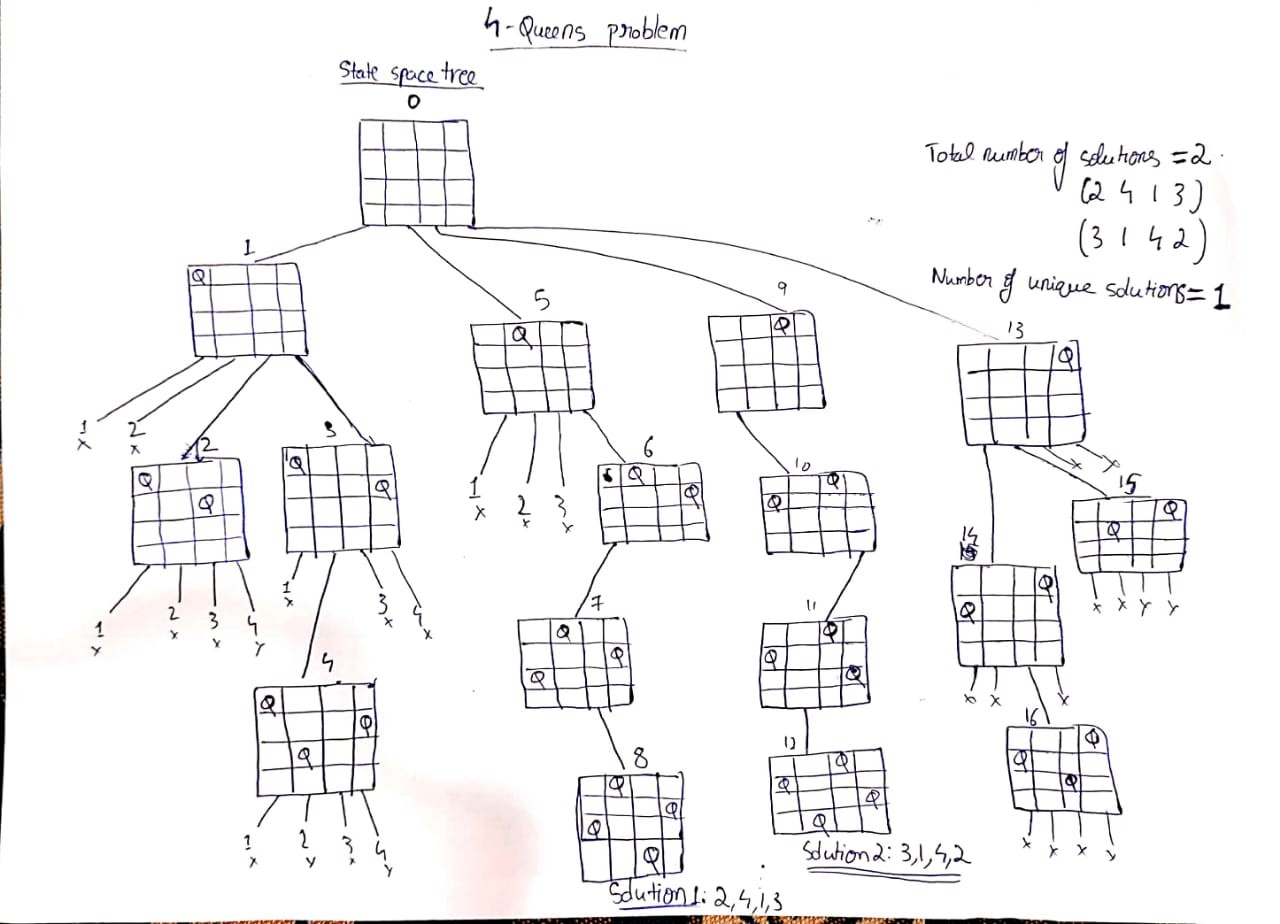 4-Queens problem
State space tree
0
Total number of solutions = 2.
(2 4 1 3)
(3 1 4 2)
Number of unique solutions = 1
1
Q
5
Q
9
Q
13
Q
1 2
x x
2
Q
Q
3
Q
Q
1 2 3
x x x
6
Q
Q
10
Q
Q
x x
15
Q
Q
1 2 3 4
x x x x
1 3 4
x x x
7
Q
Q
Q
11
Q
Q
Q
14
Q
Q
x x x x
4
Q
Q
Q
8
Q
Q
Q
Q
12
Q
Q
Q
Q
x x x
16
Q
Q
Q
1 2 3 4
x x x x
x x x x
Solution 2: 3,1,4,2
Solution 1: 2,4,1,3